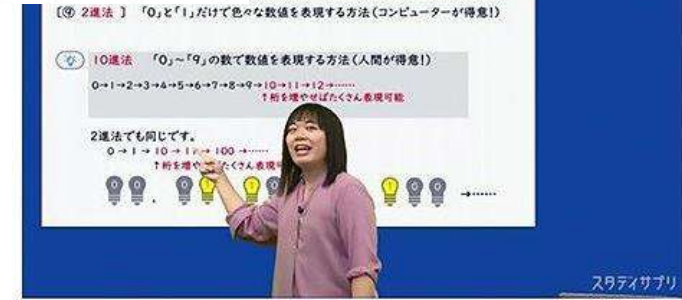 [⑨ 2進法 ] 「0」と「1」だけで色々な数値を表現する方法(コンピューターが得意!)
10進法 「0」~「9」の数で数値を表現する方法(人間が得意!)
0→1→2→3→4→5→6→7→8→9→10→11→12→……
↑桁を増やせばたくさん表現可能
2進法でも同じです。
0→1→10→11→100→……
↑桁を増や たくさん表現
→……
スタディサプリ